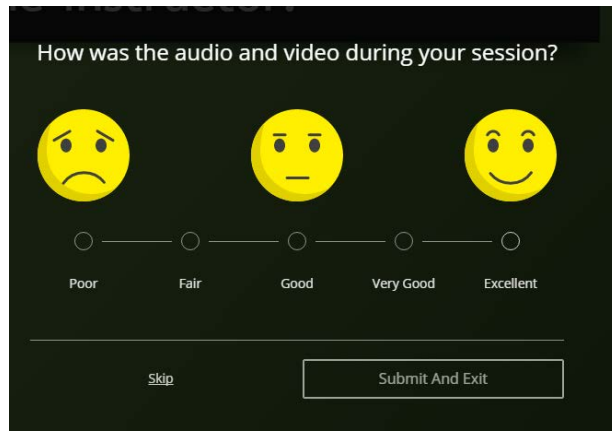 How was the audio and video during your session?
Poor Fair Good Very Good Excellent
Skip Submit And Exit